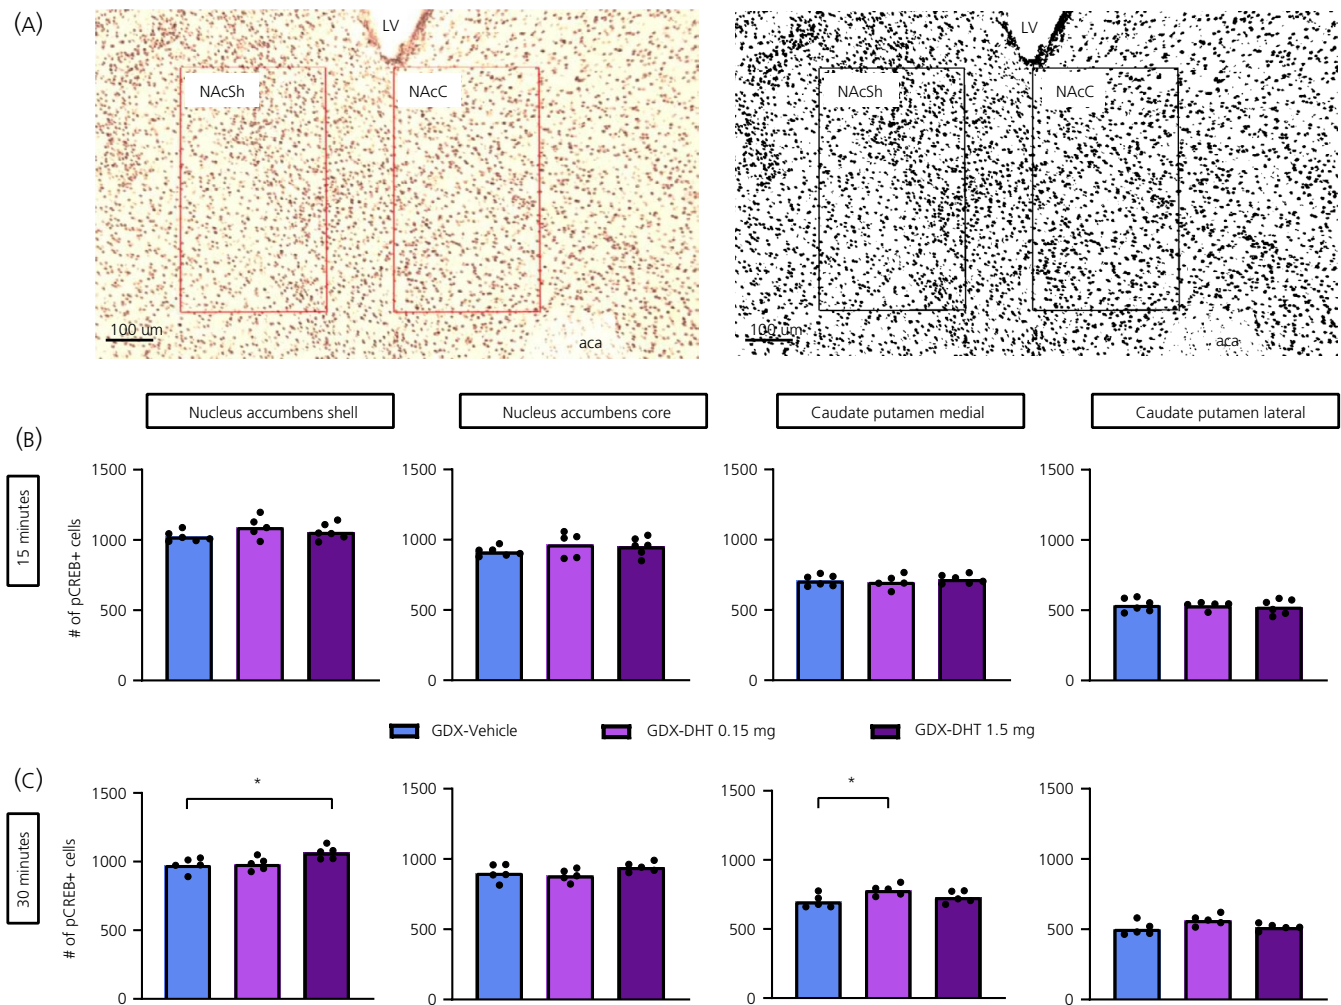 (A)
LV
NAcSh
NAcC
100 um
aca
LV
NAcSh
NAcC
100 um
aca
Nucleus accumbens shell
Nucleus accumbens core
Caudate putamen medial
Caudate putamen lateral
(B)
15 minutes
# of pCREB+ cells
1500
1000
500
0
1500
1000
500
0
1500
1000
500
0
1500
1000
500
0
GDX-Vehicle
GDX-DHT 0.15 mg
GDX-DHT 1.5 mg
(C)
30 minutes
# of pCREB+ cells
1500
1000
500
0
*
1500
1000
500
0
1500
1000
500
0
*
1500
1000
500
0